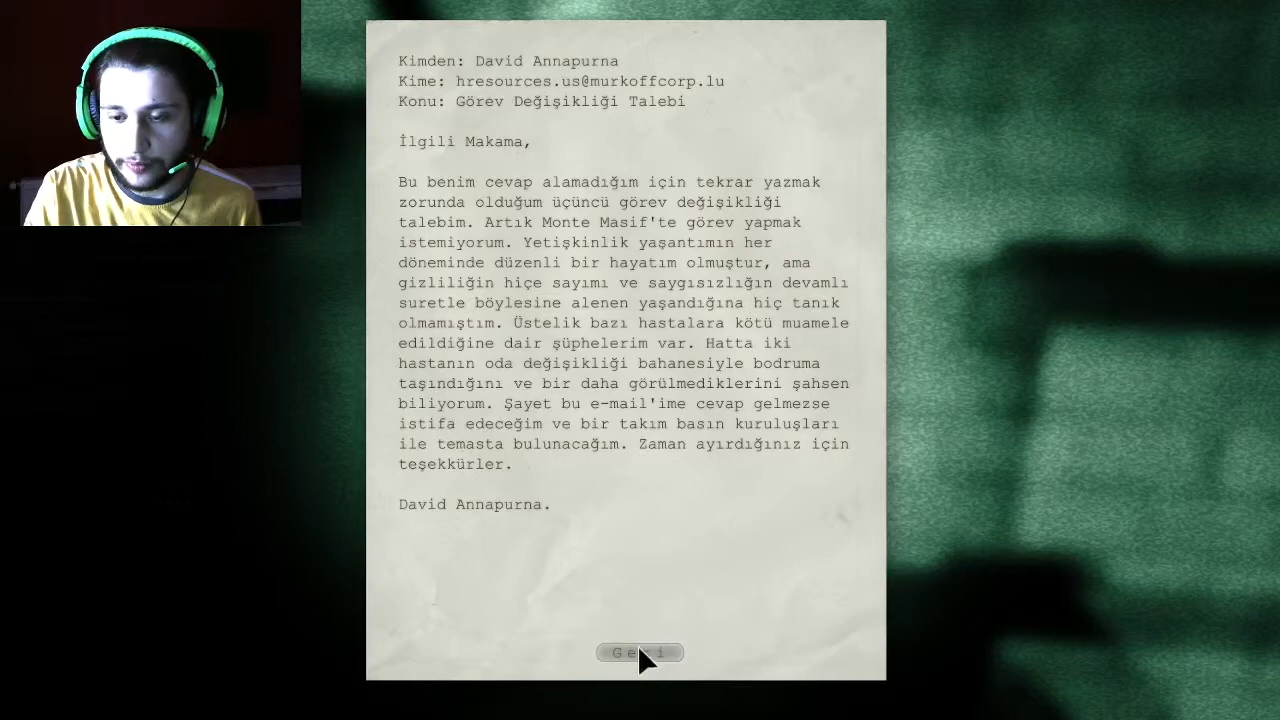 Kimden: David Annapurna
Kime: hresources.us@murkoffcorp.lu
Konu: Görev Değişikliği Talebi
İlgili Makama,
Bu benim cevap alamadığım için tekrar yazmak
zorunda olduğum üçüncü görev değişikliği
talebim. Artık Monte Masif'te görev yapmak
istemiyorum. Yetişkinlik yaşantımın her
döneminde düzenli bir hayatım olmuştur, ama
gizliliğin hiçe sayımı ve saygısızlığın devamlı
suretle böylesine alenen yaşandığına hiç tanık
olmamıştım. Üstelik bazı hastalara kötü muamele
edildiğine dair şüphelerim var. Hatta iki
hastanın oda değişikliği bahanesiyle bodruma
taşındığını ve bir daha görülmediklerini şahsen
biliyorum. Şayet bu e-mail'ime cevap gelmezse
istifa edeceğim ve bir takım basın kuruluşları
ile temasta bulunacağım. Zaman ayırdığınız için
teşekkürler.
David Annapurna.
Geri